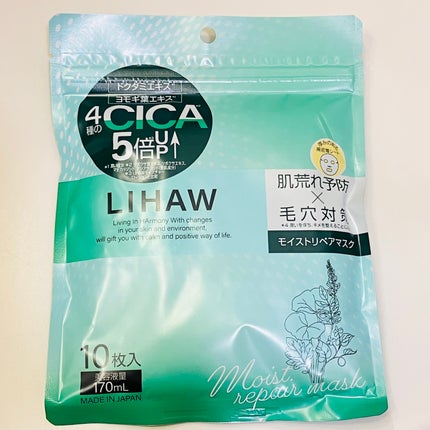 ドクダミエキス
ヨモギ葉エキス
4種の
CICA
5倍UP↑
LIHAW
Living in HArmony With changes
in your skin and environment,
will gift you with calm and positive way of life.
肌荒れ予防
×
毛穴対策
モイストリペアマスク
10枚入
美容液量
170mL
MADE IN JAPAN
Moist
repair mask